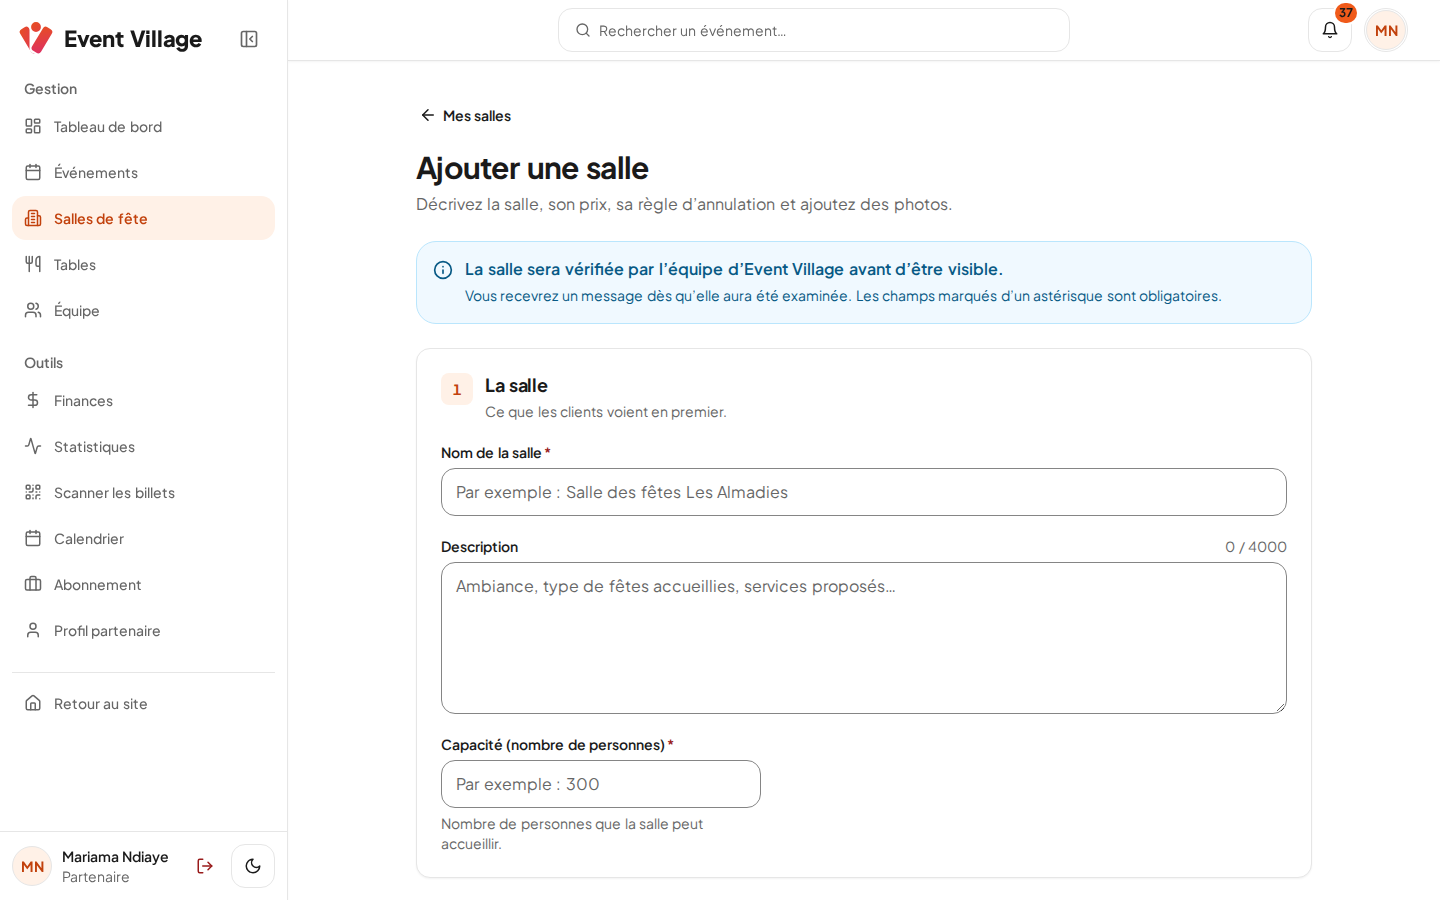 Event Village
Rechercher un événement...
37
MN
Gestion
Tableau de bord
Événements
Salles de fête
Tables
Équipe
Outils
Finances
Statistiques
Scanner les billets
Calendrier
Abonnement
Profil partenaire
Retour au site
MN
Mariama Ndiaye
Partenaire
Mes salles
Ajouter une salle
Décrivez la salle, son prix, sa règle d’annulation et ajoutez des photos.
La salle sera vérifiée par l’équipe d’Event Village avant d’être visible.
Vous recevrez un message dès qu’elle aura été examinée. Les champs marqués d’un astérisque sont obligatoires.
1
La salle
Ce que les clients voient en premier.
Nom de la salle *
Par exemple : Salle des fêtes Les Almadies
Description
0 / 4000
Ambiance, type de fêtes accueillies, services proposés...
Capacité (nombre de personnes) *
Par exemple : 300
Nombre de personnes que la salle peut
accueillir.